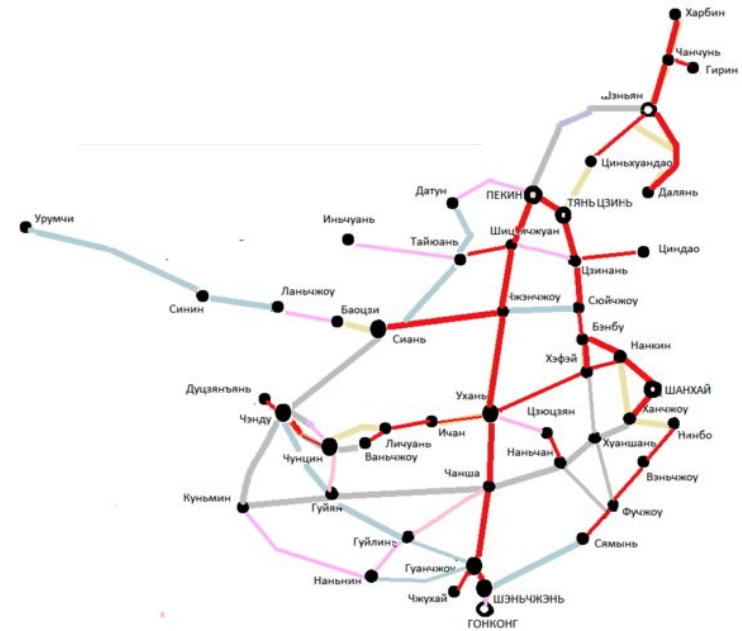 Харбин
Чанчунь
Гирин
Шэньян
Циньхуандао
Далянь
ПЕКИН
ТЯНЬЦЗИНЬ
Датун
Урумчи
Иньчуань
Тайюань
Шицзячжуан
Циндао
Цзинань
Синин
Ланьчжоу
Баоцзи
Сиань
Чжэнчжоу
Сюйчжоу
Бэнбу
Нанкин
Хэфэй
ШАНХАЙ
Дуцзянъянь
Чэнду
Ухань
Ханчжоу
Цзюцзян
Нинбо
Ичан
Личуань
Ваньчжоу
Чунцин
Хуаншань
Наньчан
Вэньчжоу
Чанша
Куньмин
Гуйян
Фучжоу
Гуйлинь
Сямынь
Гуанчжоу
Наньнин
Чжухай
ШЭНЬЧЖЭНЬ
ГОНКОНГ